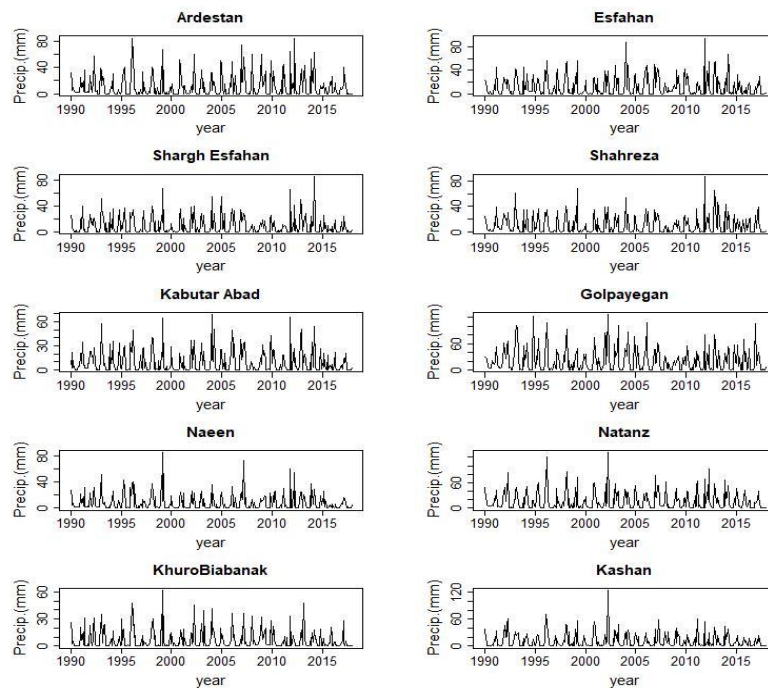 Ardestan
Precip.(mm)
0 40 80
1990 1995 2000 2005 2010 2015
year
Esfahan
Precip.(mm)
0 40 80
1990 1995 2000 2005 2010 2015
year
Shargh Esfahan
Precip.(mm)
0 40 80
1990 1995 2000 2005 2010 2015
year
Shahreza
Precip.(mm)
0 40 80
1990 1995 2000 2005 2010 2015
year
Kabutar Abad
Precip.(mm)
0 30 60
1990 1995 2000 2005 2010 2015
year
Golpayegan
Precip.(mm)
0 60
1990 1995 2000 2005 2010 2015
year
Naeen
Precip.(mm)
0 40 80
1990 1995 2000 2005 2010 2015
year
Natanz
Precip.(mm)
0 60
1990 1995 2000 2005 2010 2015
year
KhuroBiabanak
Precip.(mm)
0 30 60
1990 1995 2000 2005 2010 2015
year
Kashan
Precip.(mm)
0 60 120
1990 1995 2000 2005 2010 2015
year